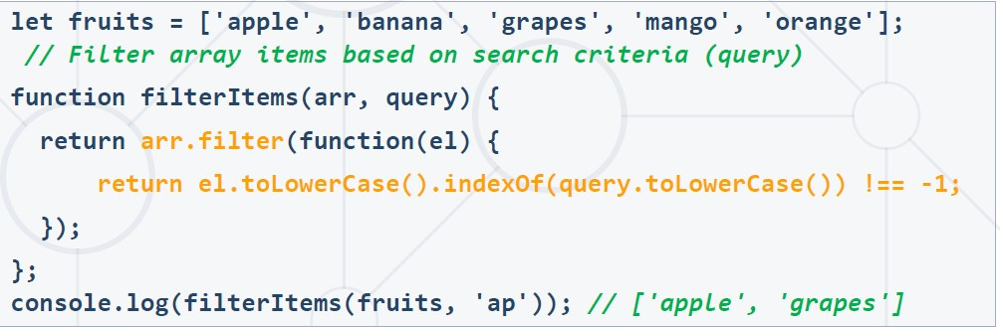 let fruits = ['apple', 'banana', 'grapes', 'mango', 'orange'];
// Filter array items based on search criteria (query)
function filterItems(arr, query) {
return arr.filter(function(el) {
return el.toLowerCase().indexOf(query.toLowerCase()) !== -1;
});
};
console.log(filterItems(fruits, 'ap')); // ['apple', 'grapes']